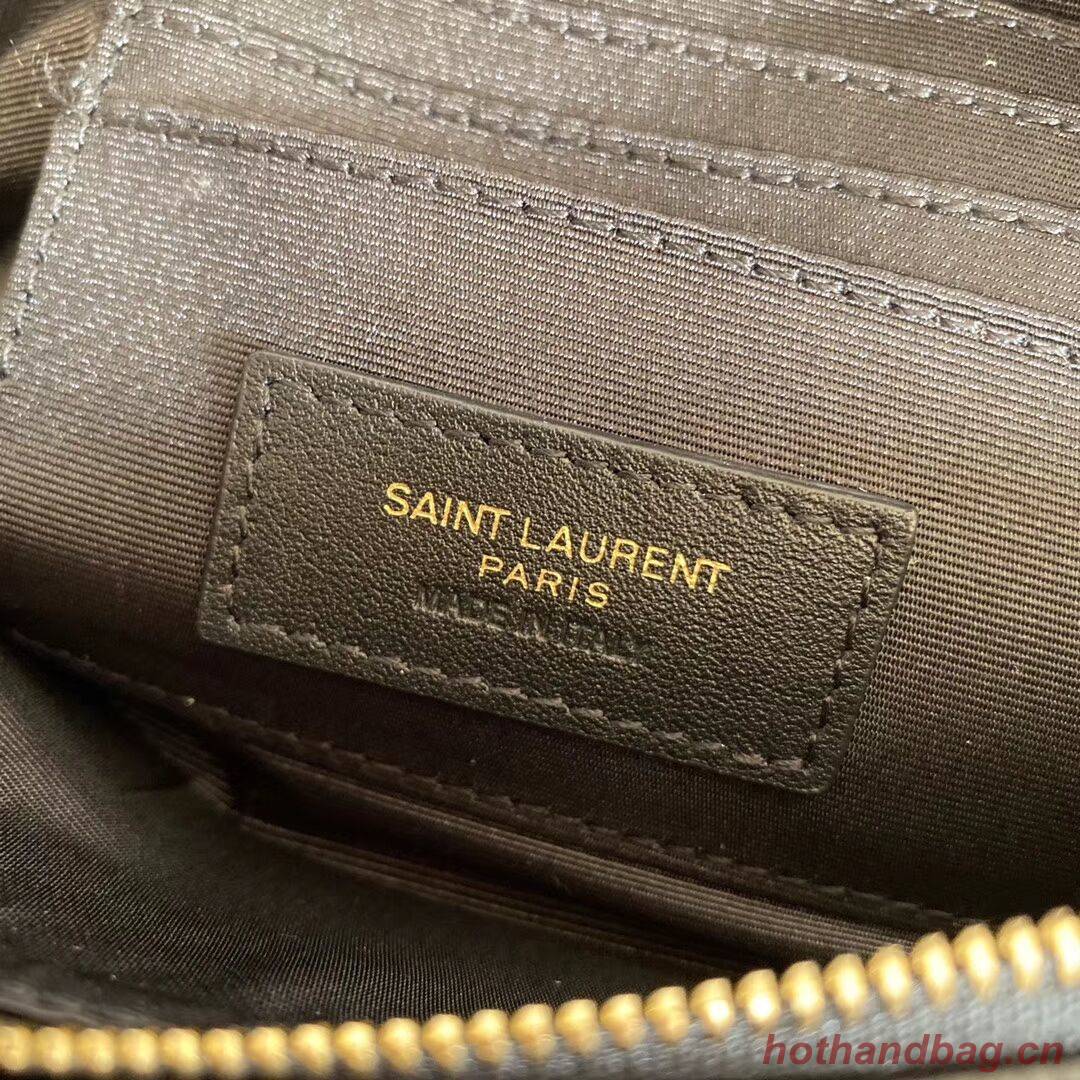 SAINT LAURENT
PARIS
MADE IN ITALY
hothandbag.cn